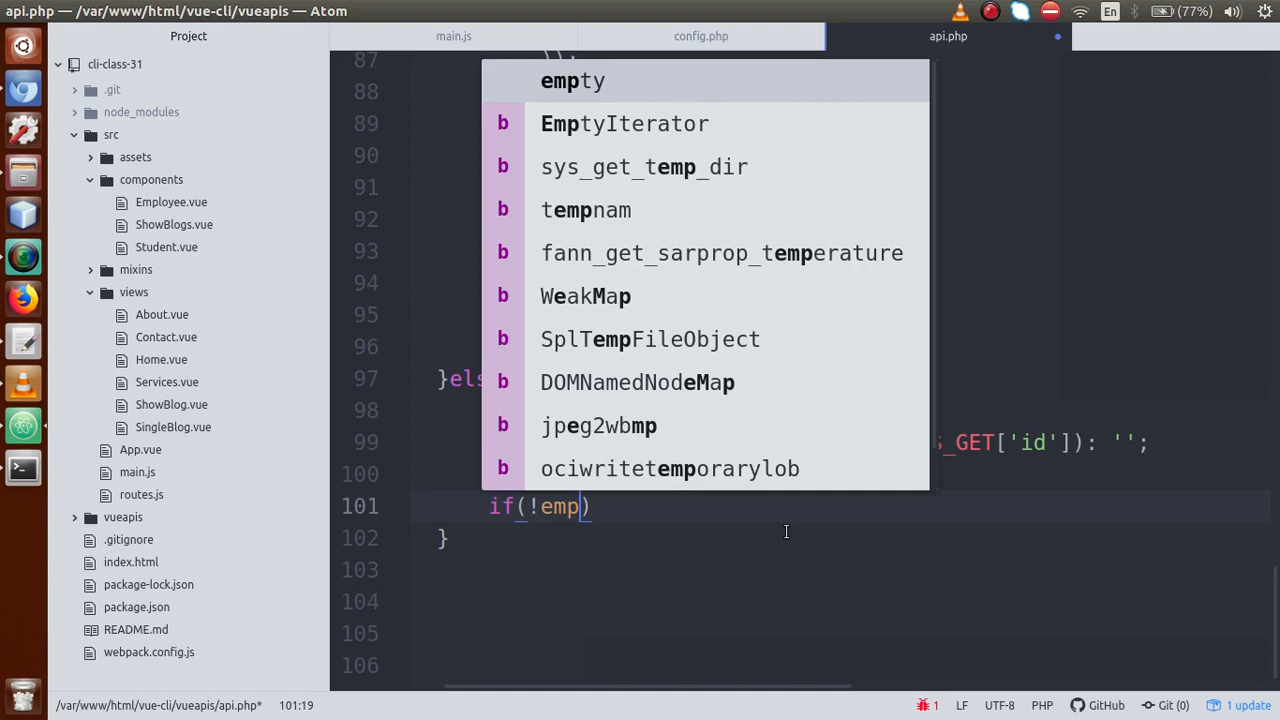 api.php — /var/www/html/vue-cli/vueapis — Atom
En
(77%)
Project
main.js
config.php
api.php
cli-class-31
.git
node_modules
src
assets
components
Employee.vue
ShowBlogs.vue
Student.vue
mixins
views
About.vue
Contact.vue
Home.vue
Services.vue
ShowBlog.vue
SingleBlog.vue
App.vue
main.js
routes.js
vueapis
.gitignore
index.html
package-lock.json
package.json
README.md
webpack.config.js
87
88
89
90
91
92
93
94
95
96
97 }els
98
99 $_GET['id']): '';
100
101 if(!emp)
102 }
103
104
105
106
empty
b EmptyIterator
b sys_get_temp_dir
b tempnam
b fann_get_sarprop_temperature
b WeakMap
b SplTempFileObject
b DOMNamedNodeMap
b jpeg2wbmp
b ociwritetemporarylob
/var/www/html/vue-cli/vueapis/api.php* 101:19
1 LF UTF-8 PHP GitHub Git (0) 1 update